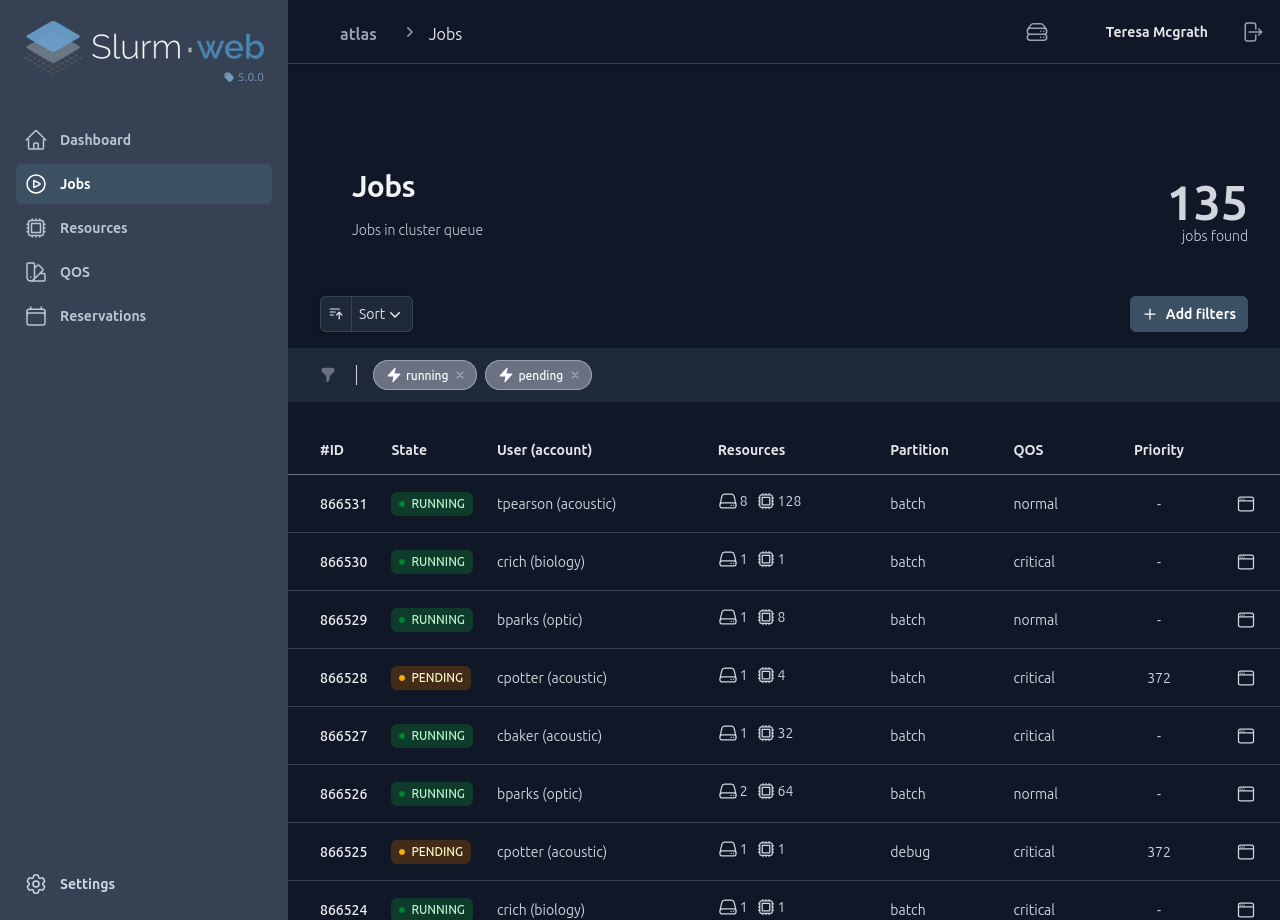 Slurm·web
5.0.0
Dashboard
Jobs
Resources
QOS
Reservations
Settings
atlas > Jobs
Teresa Mcgrath
Jobs
Jobs in cluster queue
135
jobs found
Sort
+ Add filters
running ×
pending ×
#ID State User (account) Resources Partition QOS Priority
866531 RUNNING tpearson (acoustic) 8 128 batch normal -
866530 RUNNING crich (biology) 1 1 batch critical -
866529 RUNNING bparks (optic) 1 8 batch normal -
866528 PENDING cpotter (acoustic) 1 4 batch critical 372
866527 RUNNING cbaker (acoustic) 1 32 batch critical -
866526 RUNNING bparks (optic) 2 64 batch normal -
866525 PENDING cpotter (acoustic) 1 1 debug critical 372
866524 RUNNING crich (biology) 1 1 batch critical -